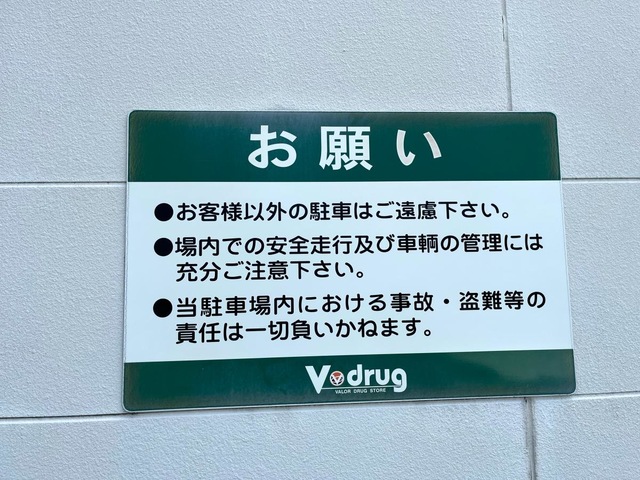 お願い
●お客様以外の駐車はご遠慮下さい。
●場内での安全走行及び車輌の管理には
充分ご注意下さい。
●当駐車場内における事故・盗難等の
責任は一切負いかねます。
V drug
VALOR DRUG STORE